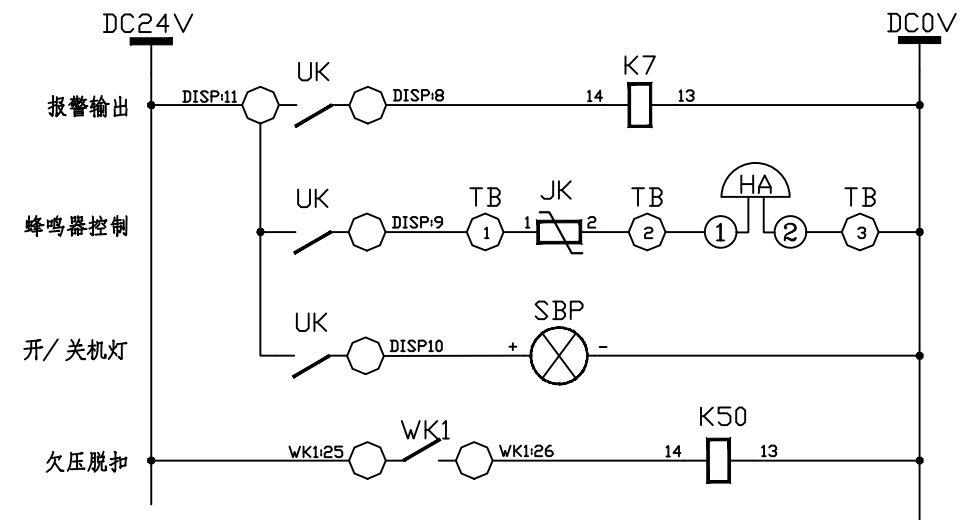 DC24V DC0V
报警输出 DISP:11 UK DISP:8 14 K7 13
蜂鸣器控制 UK DISP:9 TB 1 1 JK 2 TB 2 1 HA 2 TB 3
开/关机灯 UK DISP10 + SBP -
欠压脱扣 WK1:25 WK1 WK1:26 14 K50 13